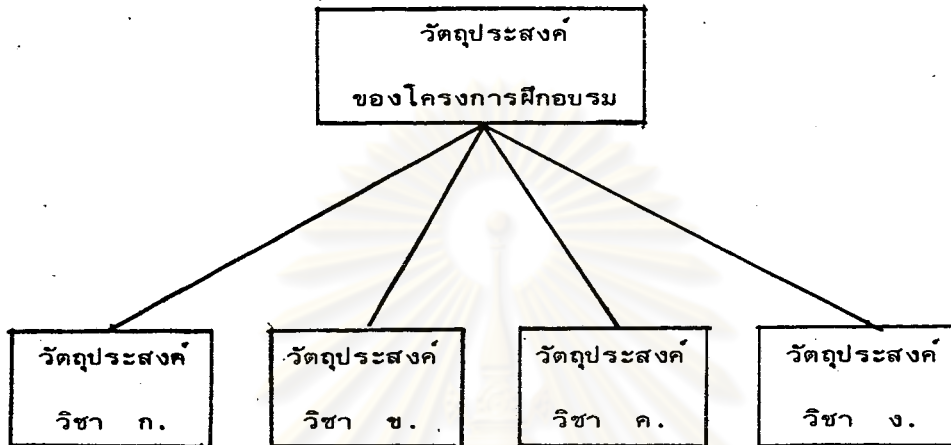 วัตถุประสงค์
ของโครงการฝึกอบรม
วัตถุประสงค์ วัตถุประสงค์ วัตถุประสงค์ วัตถุประสงค์
วิชา ก. วิชา ข. วิชา ค. วิชา ง.